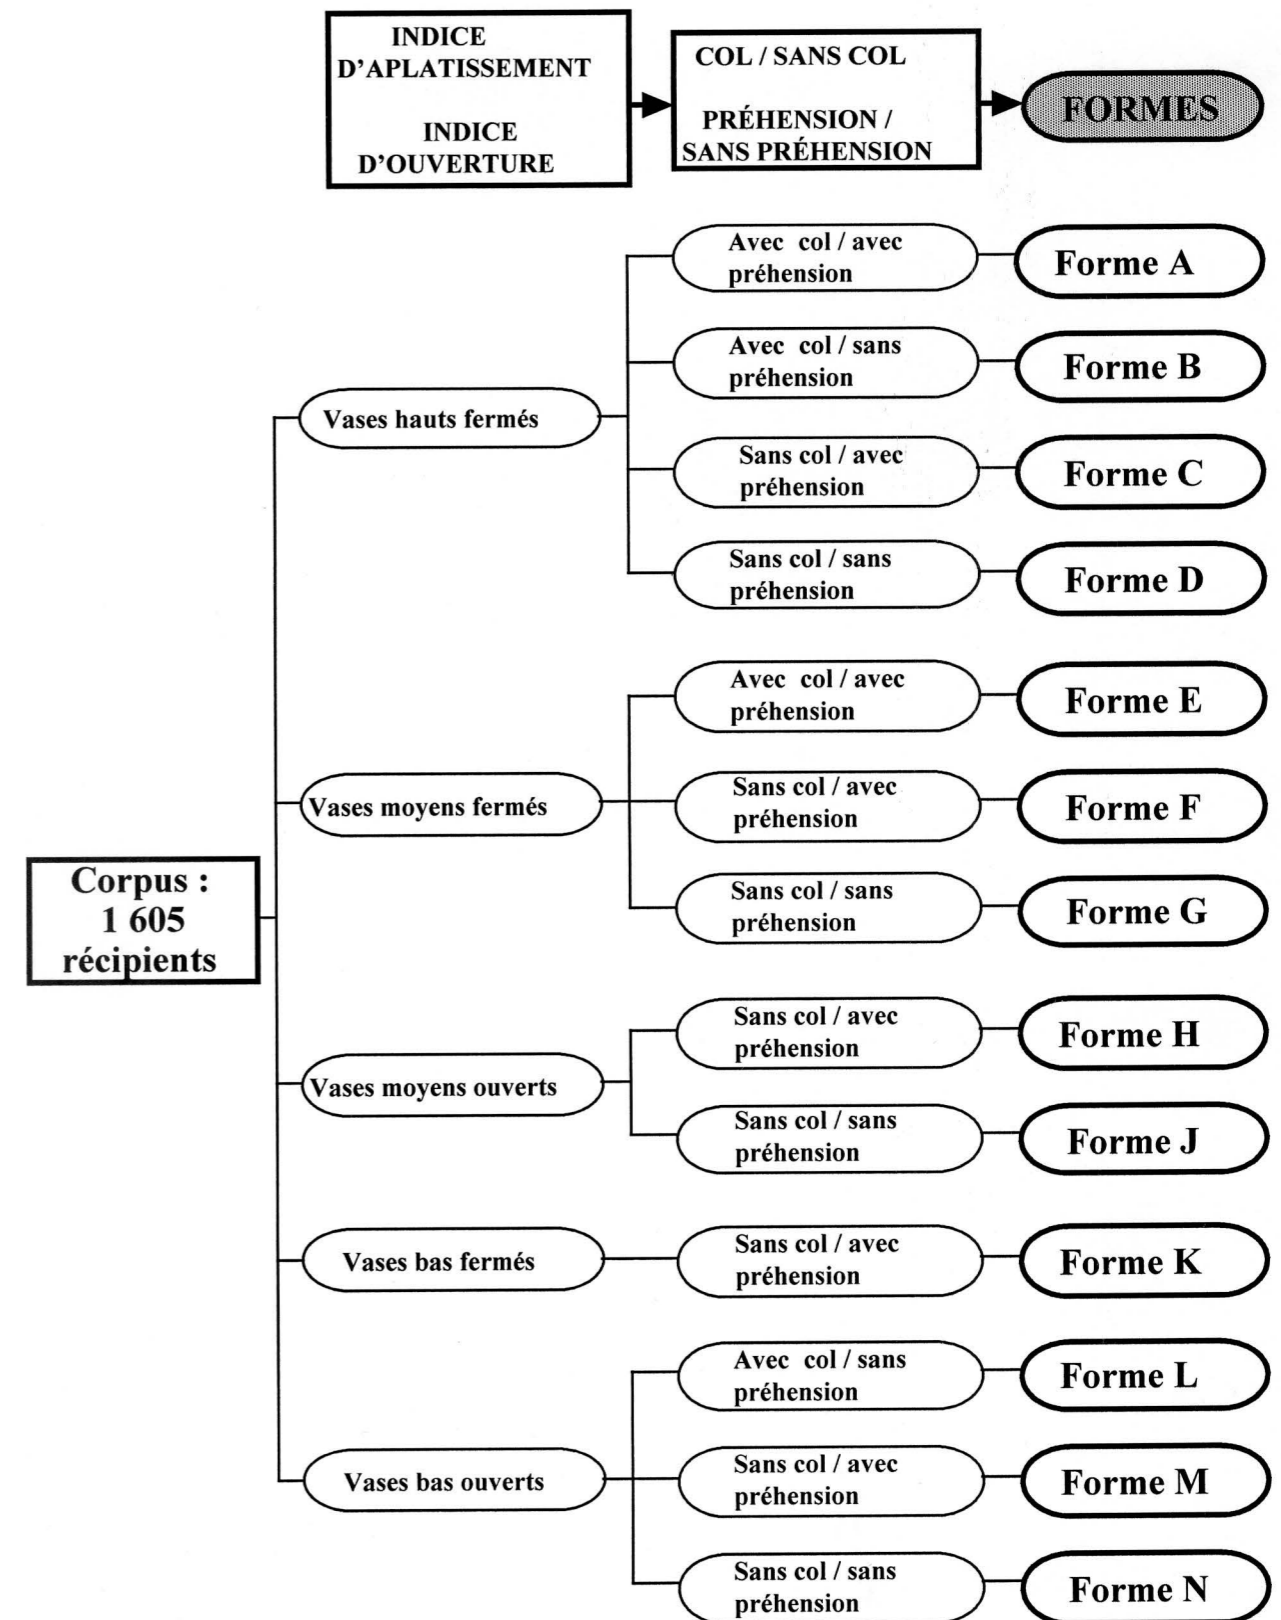 INDICE
D'APLATISSEMENT
INDICE
D'OUVERTURE
COL / SANS COL
PRÉHENSION /
SANS PRÉHENSION
FORMES
Corpus :
1 605
récipients
Vases hauts fermés
Avec col / avec
préhension
Forme A
Avec col / sans
préhension
Forme B
Sans col / avec
préhension
Forme C
Sans col / sans
préhension
Forme D
Vases moyens fermés
Avec col / avec
préhension
Forme E
Sans col / avec
préhension
Forme F
Sans col / sans
préhension
Forme G
Vases moyens ouverts
Sans col / avec
préhension
Forme H
Sans col / sans
préhension
Forme J
Vases bas fermés
Sans col / avec
préhension
Forme K
Vases bas ouverts
Avec col / sans
préhension
Forme L
Sans col / avec
préhension
Forme M
Sans col / sans
préhension
Forme N